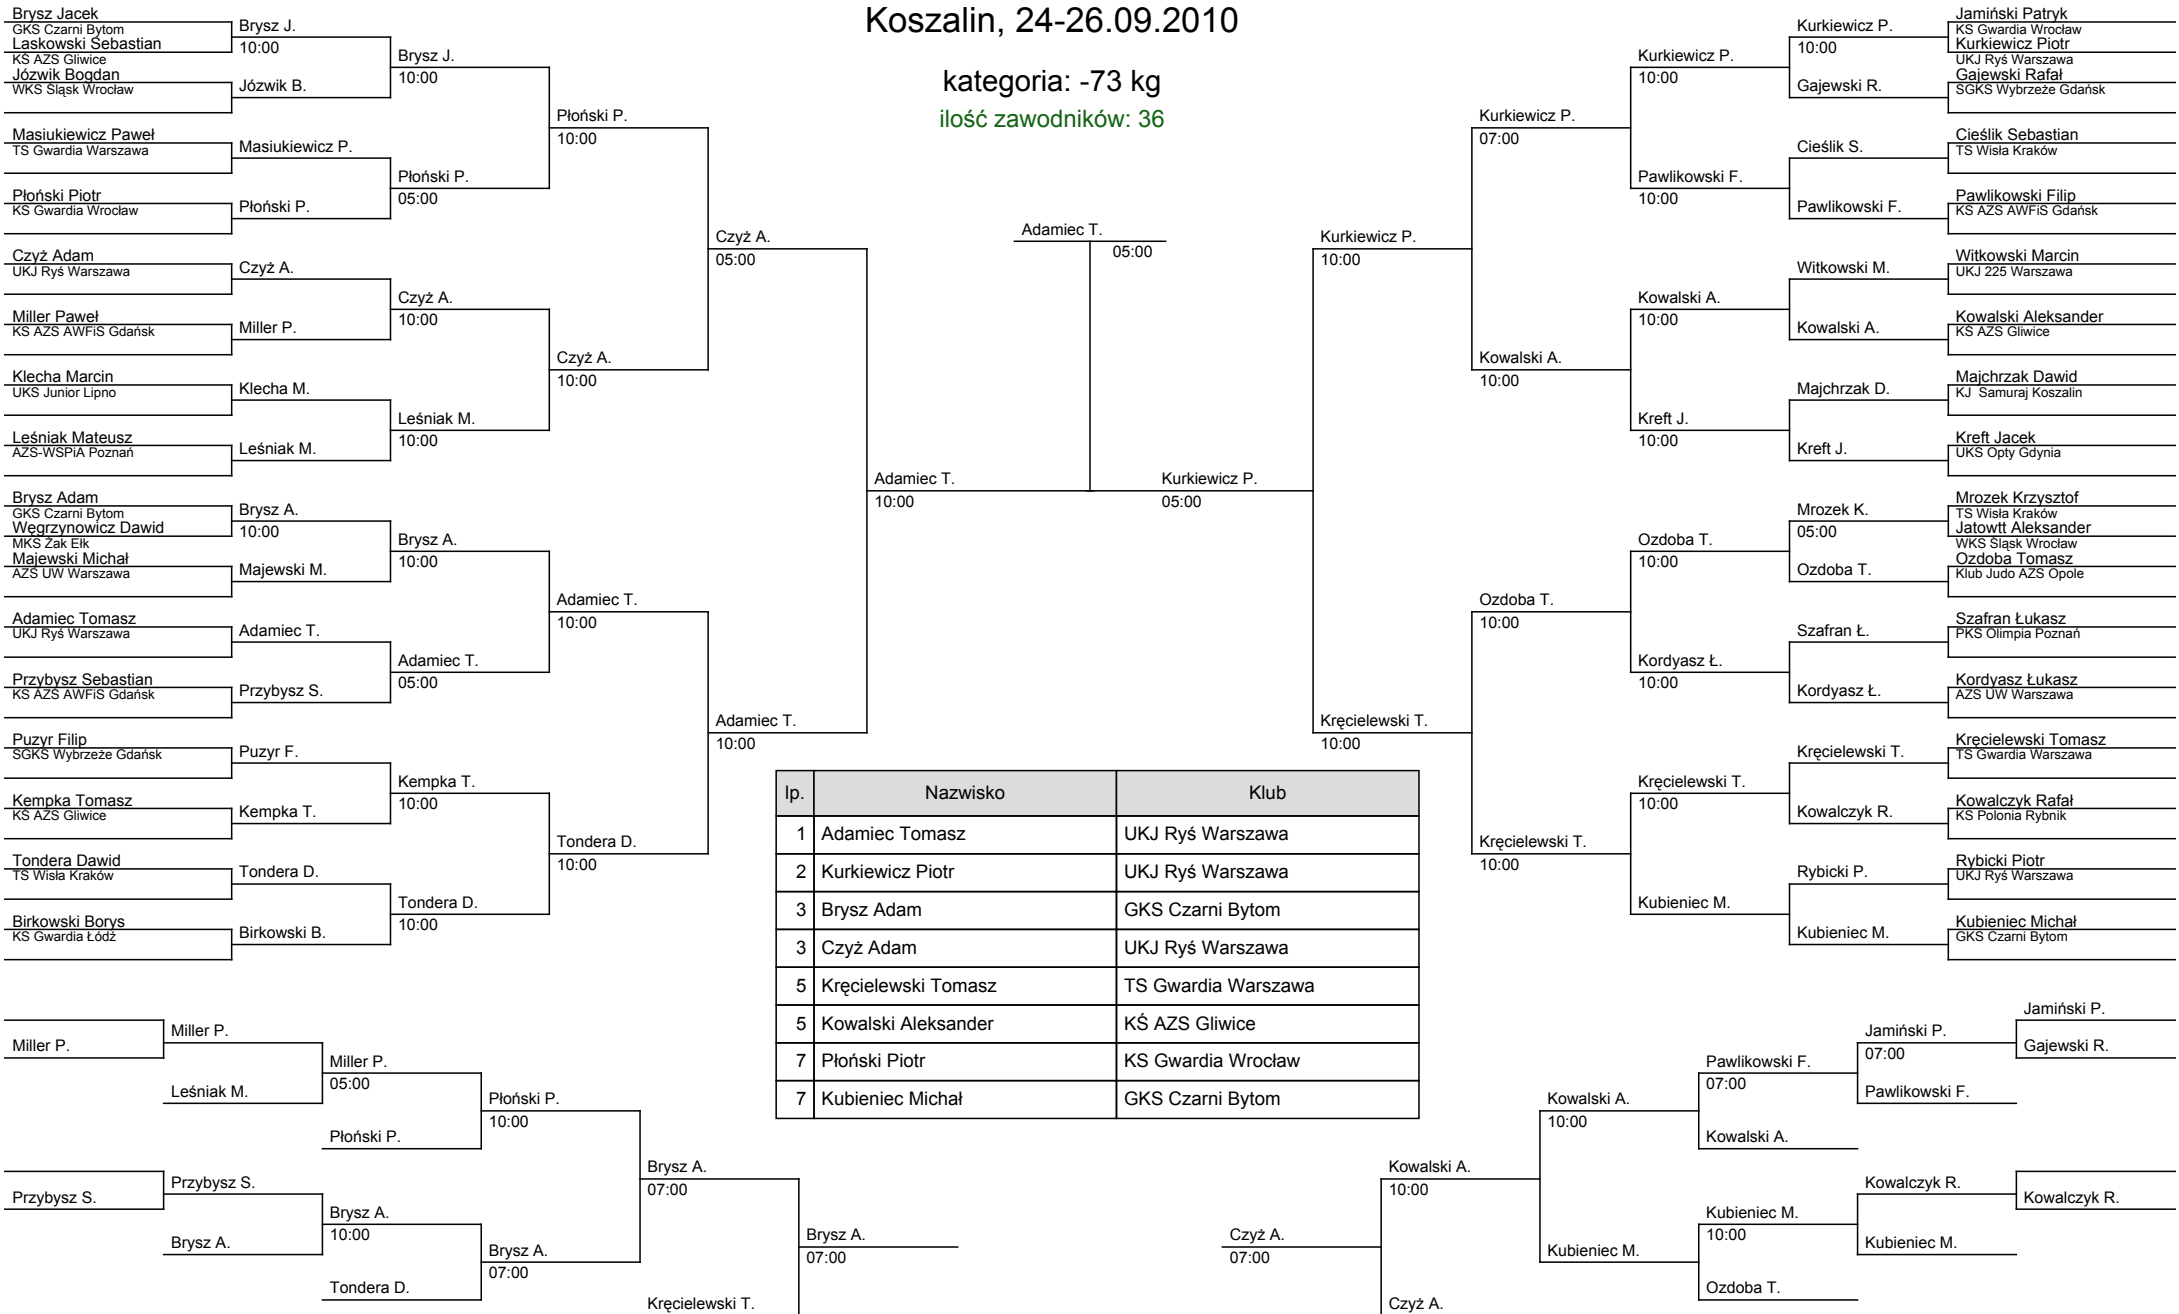 Koszalin, 24-26.09.2010
kategoria: -73 kg
ilość zawodników: 36
Brysz Jacek
GKS Czarni Bytom
Laskowski Sebastian
KŚ AZS Gliwice
Józwik Bogdan
WKS Śląsk Wrocław
Masiukiewicz Paweł
TS Gwardia Warszawa
Płoński Piotr
KS Gwardia Wrocław
Czyż Adam
UKJ Ryś Warszawa
Miller Paweł
KS AZS AWFiS Gdańsk
Klecha Marcin
UKS Junior Lipno
Leśniak Mateusz
AZS-WSPiA Poznań
Brysz Adam
GKS Czarni Bytom
Węgrzynowicz Dawid
MKS Żak Ełk
Majewski Michał
AZS UW Warszawa
Adamiec Tomasz
UKJ Ryś Warszawa
Przybysz Sebastian
KS AZS AWFiS Gdańsk
Puzyr Filip
SGKS Wybrzeże Gdańsk
Kempka Tomasz
KŚ AZS Gliwice
Tondera Dawid
TS Wisła Kraków
Birkowski Borys
KS Gwardia Łódź
Brysz J.
10:00
Józwik B.
Masiukiewicz P.
Płoński P.
Czyż A.
Miller P.
Klecha M.
Leśniak M.
Brysz A.
10:00
Majewski M.
Adamiec T.
Przybysz S.
Puzyr F.
Kempka T.
Tondera D.
Birkowski B.
Brysz J.
10:00
Płoński P.
05:00
Czyż A.
10:00
Leśniak M.
10:00
Brysz A.
10:00
Adamiec T.
05:00
Kempka T.
10:00
Tondera D.
10:00
Płoński P.
10:00
Czyż A.
10:00
Adamiec T.
10:00
Tondera D.
10:00
Czyż A.
05:00
Adamiec T.
10:00
Adamiec T.
10:00
Adamiec T.
05:00
Kurkiewicz P.
05:00
Kurkiewicz P.
10:00
Kręcielewski T.
10:00
Kurkiewicz P.
07:00
Kowalski A.
10:00
Ozdoba T.
10:00
Kręcielewski T.
10:00
Kurkiewicz P.
10:00
Pawlikowski F.
10:00
Kowalski A.
10:00
Kreft J.
10:00
Ozdoba T.
10:00
Kordyasz Ł.
10:00
Kręcielewski T.
10:00
Kubieniec M.
Kurkiewicz P.
10:00
Gajewski R.
Cieślik S.
Pawlikowski F.
Witkowski M.
Kowalski A.
Majchrzak D.
Kreft J.
Mrozek K.
05:00
Ozdoba T.
Szafran Ł.
Kordyasz Ł.
Kręcielewski T.
Kowalczyk R.
Rybicki P.
Kubieniec M.
Jamiński Patryk
KS Gwardia Wrocław
Kurkiewicz Piotr
UKJ Ryś Warszawa
Gajewski Rafał
SGKS Wybrzeże Gdańsk
Cieślik Sebastian
TS Wisła Kraków
Pawlikowski Filip
KS AZS AWFiS Gdańsk
Witkowski Marcin
UKJ 225 Warszawa
Kowalski Aleksander
KŚ AZS Gliwice
Majchrzak Dawid
KJ Samuraj Koszalin
Kreft Jacek
UKS Opty Gdynia
Mrozek Krzysztof
TS Wisła Kraków
Jatowtt Aleksander
WKS Śląsk Wrocław
Ozdoba Tomasz
Klub Judo AZS Opole
Szafran Łukasz
PKS Olimpia Poznań
Kordyasz Łukasz
AZS UW Warszawa
Kręcielewski Tomasz
TS Gwardia Warszawa
Kowalczyk Rafał
KS Polonia Rybnik
Rybicki Piotr
UKJ Ryś Warszawa
Kubieniec Michał
GKS Czarni Bytom
lp. Nazwisko Klub
1 Adamiec Tomasz UKJ Ryś Warszawa
2 Kurkiewicz Piotr UKJ Ryś Warszawa
3 Brysz Adam GKS Czarni Bytom
3 Czyż Adam UKJ Ryś Warszawa
5 Kręcielewski Tomasz TS Gwardia Warszawa
5 Kowalski Aleksander KŚ AZS Gliwice
7 Płoński Piotr KS Gwardia Wrocław
7 Kubieniec Michał GKS Czarni Bytom
Miller P.
Przybysz S.
Miller P.
Leśniak M.
Przybysz S.
Brysz A.
Miller P.
05:00
Płoński P.
Brysz A.
10:00
Tondera D.
Płoński P.
10:00
Brysz A.
07:00
Brysz A.
07:00
Kręcielewski T.
Brysz A.
07:00
Czyż A.
07:00
Kowalski A.
10:00
Czyż A.
Kowalski A.
10:00
Kubieniec M.
Pawlikowski F.
07:00
Kowalski A.
Kubieniec M.
10:00
Ozdoba T.
Jamiński P.
07:00
Pawlikowski F.
Kowalczyk R.
Kubieniec M.
Jamiński P.
Gajewski R.
Kowalczyk R.